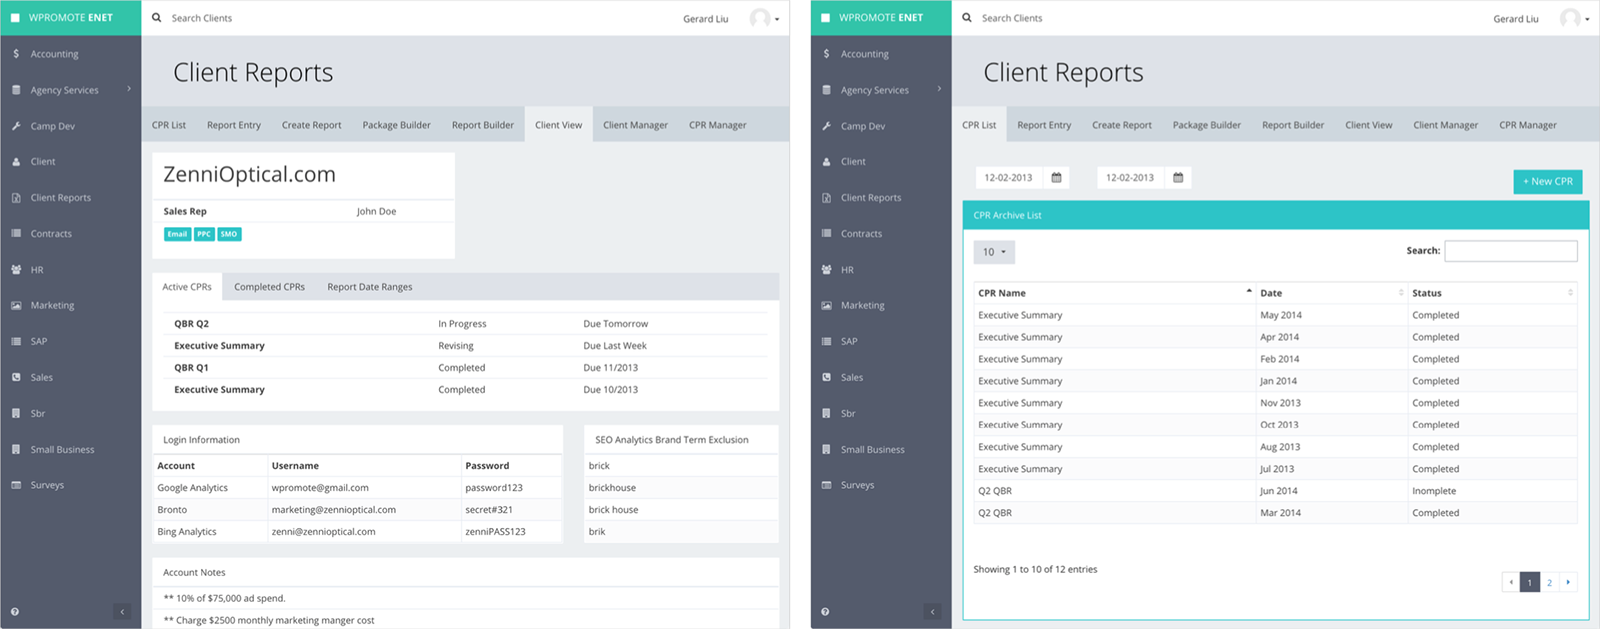 WPROMOTE ENET
Search Clients
Gerard Liu
Accounting
Agency Services
Camp Dev
Client
Client Reports
Contracts
HR
Marketing
SAP
Sales
Sbr
Small Business
Surveys
Client Reports
CPR List Report Entry Create Report Package Builder Report Builder Client View Client Manager CPR Manager
ZenniOptical.com
Sales Rep John Doe
Email PPC SMO
Active CPRs Completed CPRs Report Date Ranges
QBR Q2 In Progress Due Tomorrow
Executive Summary Revising Due Last Week
QBR Q1 Completed Due 11/2013
Executive Summary Completed Due 10/2013
Login Information
Account Username Password
Google Analytics wpromote@gmail.com password123
Bronto marketing@zennioptical.com secret#321
Bing Analytics zenni@zennioptical.com zenniPASS123
SEO Analytics Brand Term Exclusion
brick
brickhouse
brick house
brik
Account Notes
** 10% of $75,000 ad spend.
** Charge $2500 monthly marketing manger cost
WPROMOTE ENET
Search Clients
Gerard Liu
Accounting
Agency Services
Camp Dev
Client
Client Reports
Contracts
HR
Marketing
SAP
Sales
Sbr
Small Business
Surveys
Client Reports
CPR List Report Entry Create Report Package Builder Report Builder Client View Client Manager CPR Manager
12-02-2013 12-02-2013
+ New CPR
CPR Archive List
10 Search:
CPR Name Date Status
Executive Summary May 2014 Completed
Executive Summary Apr 2014 Completed
Executive Summary Feb 2014 Completed
Executive Summary Jan 2014 Completed
Executive Summary Nov 2013 Completed
Executive Summary Oct 2013 Completed
Executive Summary Aug 2013 Completed
Executive Summary Jul 2013 Completed
Q2 QBR Jun 2014 Inomplete
Q2 QBR Mar 2014 Completed
Showing 1 to 10 of 12 entries
1 2